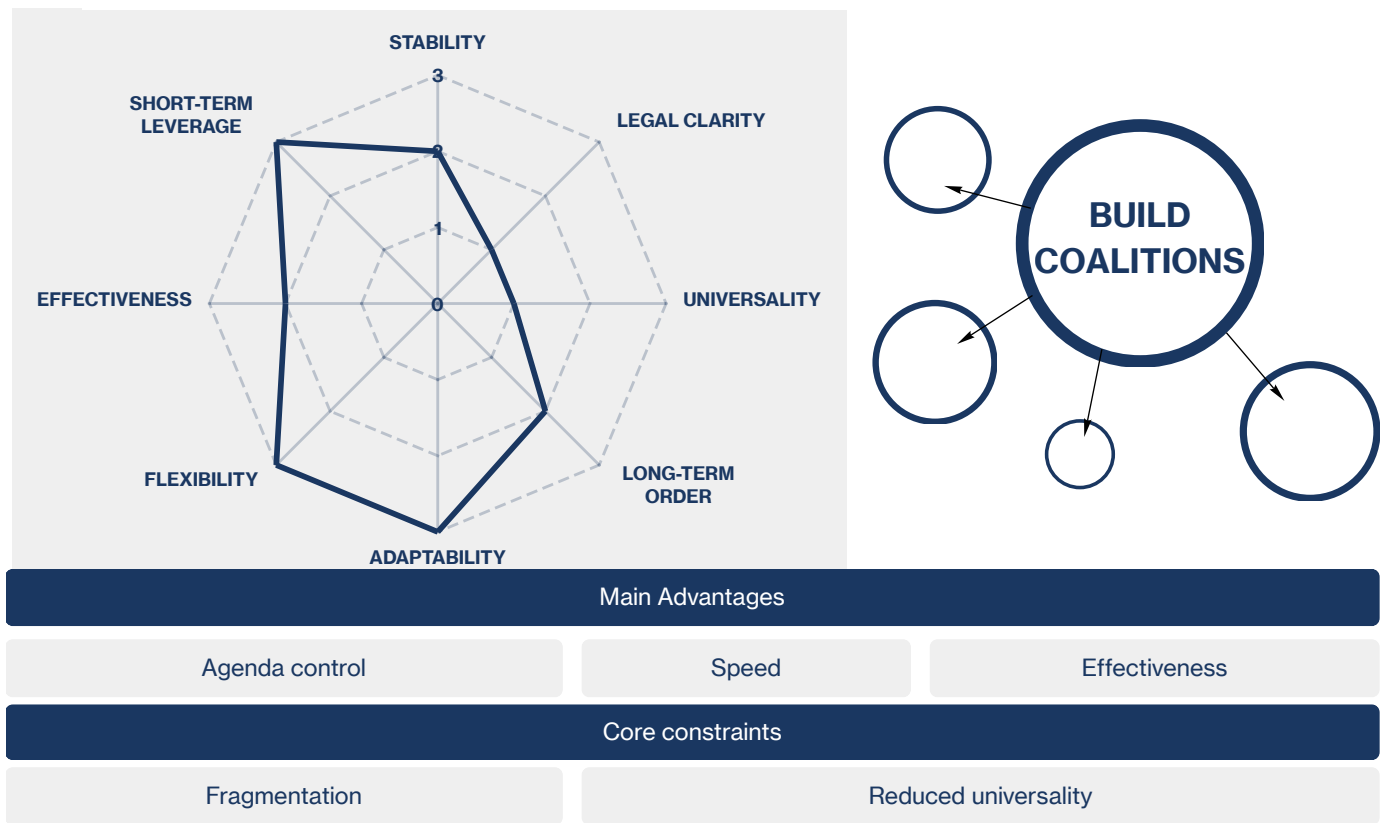 STABILITY
3
SHORT-TERM
LEVERAGE
LEGAL CLARITY
2
1
EFFECTIVENESS
0
UNIVERSALITY
FLEXIBILITY
LONG-TERM
ORDER
ADAPTABILITY
BUILD
COALITIONS
Main Advantages
Agenda control
Speed
Effectiveness
Core constraints
Fragmentation
Reduced universality